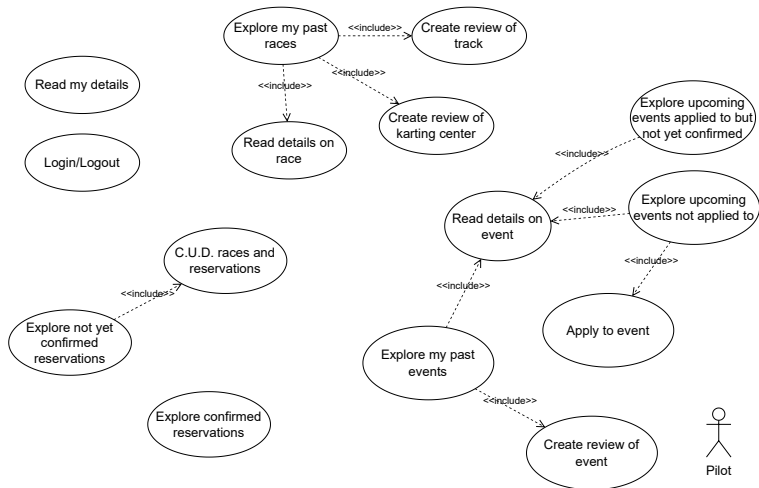 Explore my past
races
<<include>>
Create review of
track
<<include>>
<<include>>
Read my details
Create review of
karting center
Read details on
race
Login/Logout
Explore upcoming
events applied to but
not yet confirmed
<<include>>
Explore upcoming
events not applied to
<<include>>
Read details on
event
C.U.D. races and
reservations
<<include>>
<<include>>
<<include>>
Explore not yet
confirmed
reservations
Apply to event
Explore my past
events
<<include>>
Explore confirmed
reservations
Create review of
event
Pilot